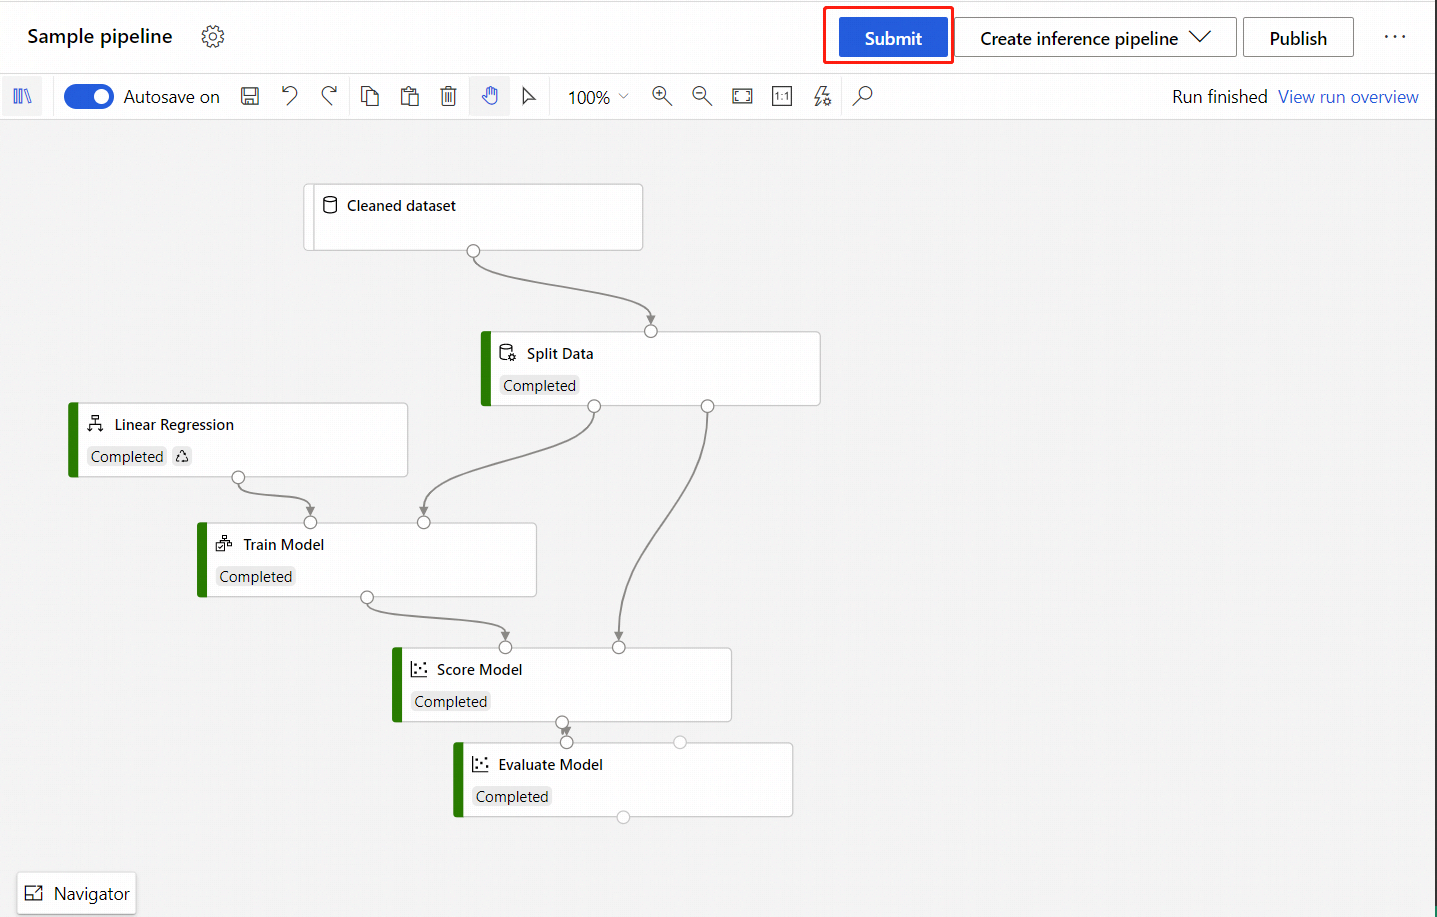 Sample pipeline
Submit
Create inference pipeline
Publish
Autosave on
100%
1:1
Run finished
View run overview
Cleaned dataset
Split Data
Completed
Linear Regression
Completed
Train Model
Completed
Score Model
Completed
Evaluate Model
Completed
Navigator